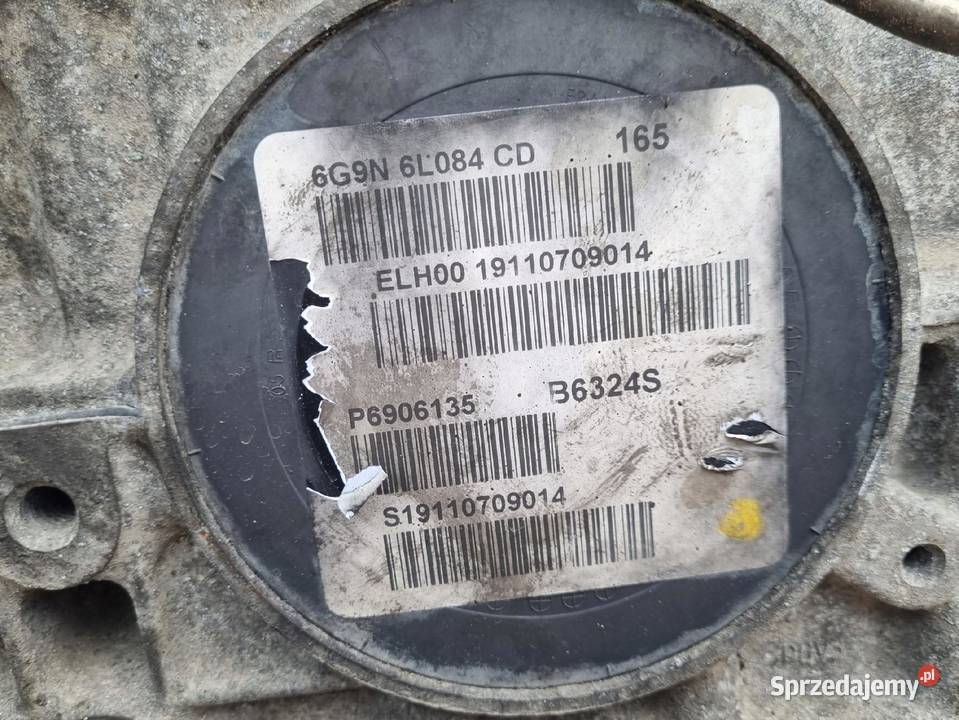 6G9N 6L084 CD 165
ELH00 19110709014
P6906135 B6324S
S19110709014
Sprzedajemy.pl